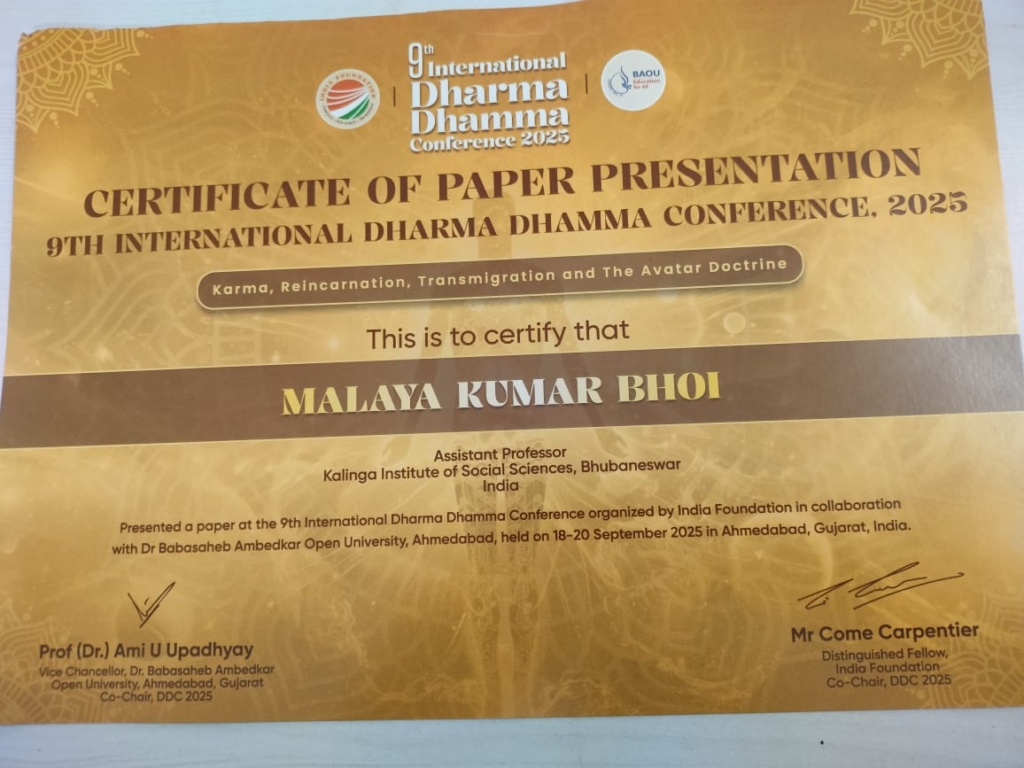 INDIA FOUNDATION
9th International
Dharma
Dhamma
Conference 2025
BAOU
Education
for All
CERTIFICATE OF PAPER PRESENTATION
9TH INTERNATIONAL DHARMA DHAMMA CONFERENCE, 2025
Karma, Reincarnation, Transmigration and The Avatar Doctrine
This is to certify that
MALAYA KUMAR BHOI
Assistant Professor
Kalinga Institute of Social Sciences, Bhubaneswar
India
Presented a paper at the 9th International Dharma Dhamma Conference organized by India Foundation in collaboration
with Dr Babasaheb Ambedkar Open University, Ahmedabad, held on 18-20 September 2025 in Ahmedabad, Gujarat, India.
Prof (Dr.) Ami U Upadhyay
Vice Chancellor, Dr. Babasaheb Ambedkar
Open University, Ahmedabad, Gujarat
Co-Chair, DDC 2025
Mr Come Carpentier
Distinguished Fellow,
India Foundation
Co-Chair, DDC 2025